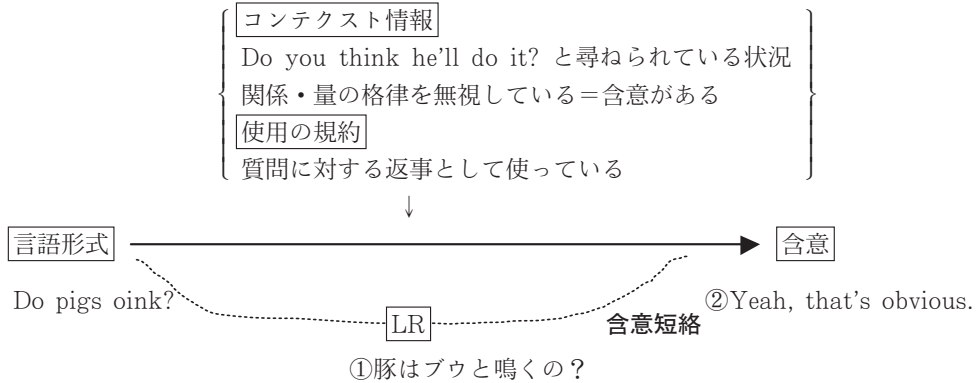 コンテクスト情報
Do you think he'll do it? と尋ねられている状況
関係・量の格律を無視している＝含意がある
使用の規約
質問に対する返事として使っている
↓
言語形式 含意
Do pigs oink? ②Yeah, that's obvious.
LR 含意短絡
①豚はブゥと鳴くの？